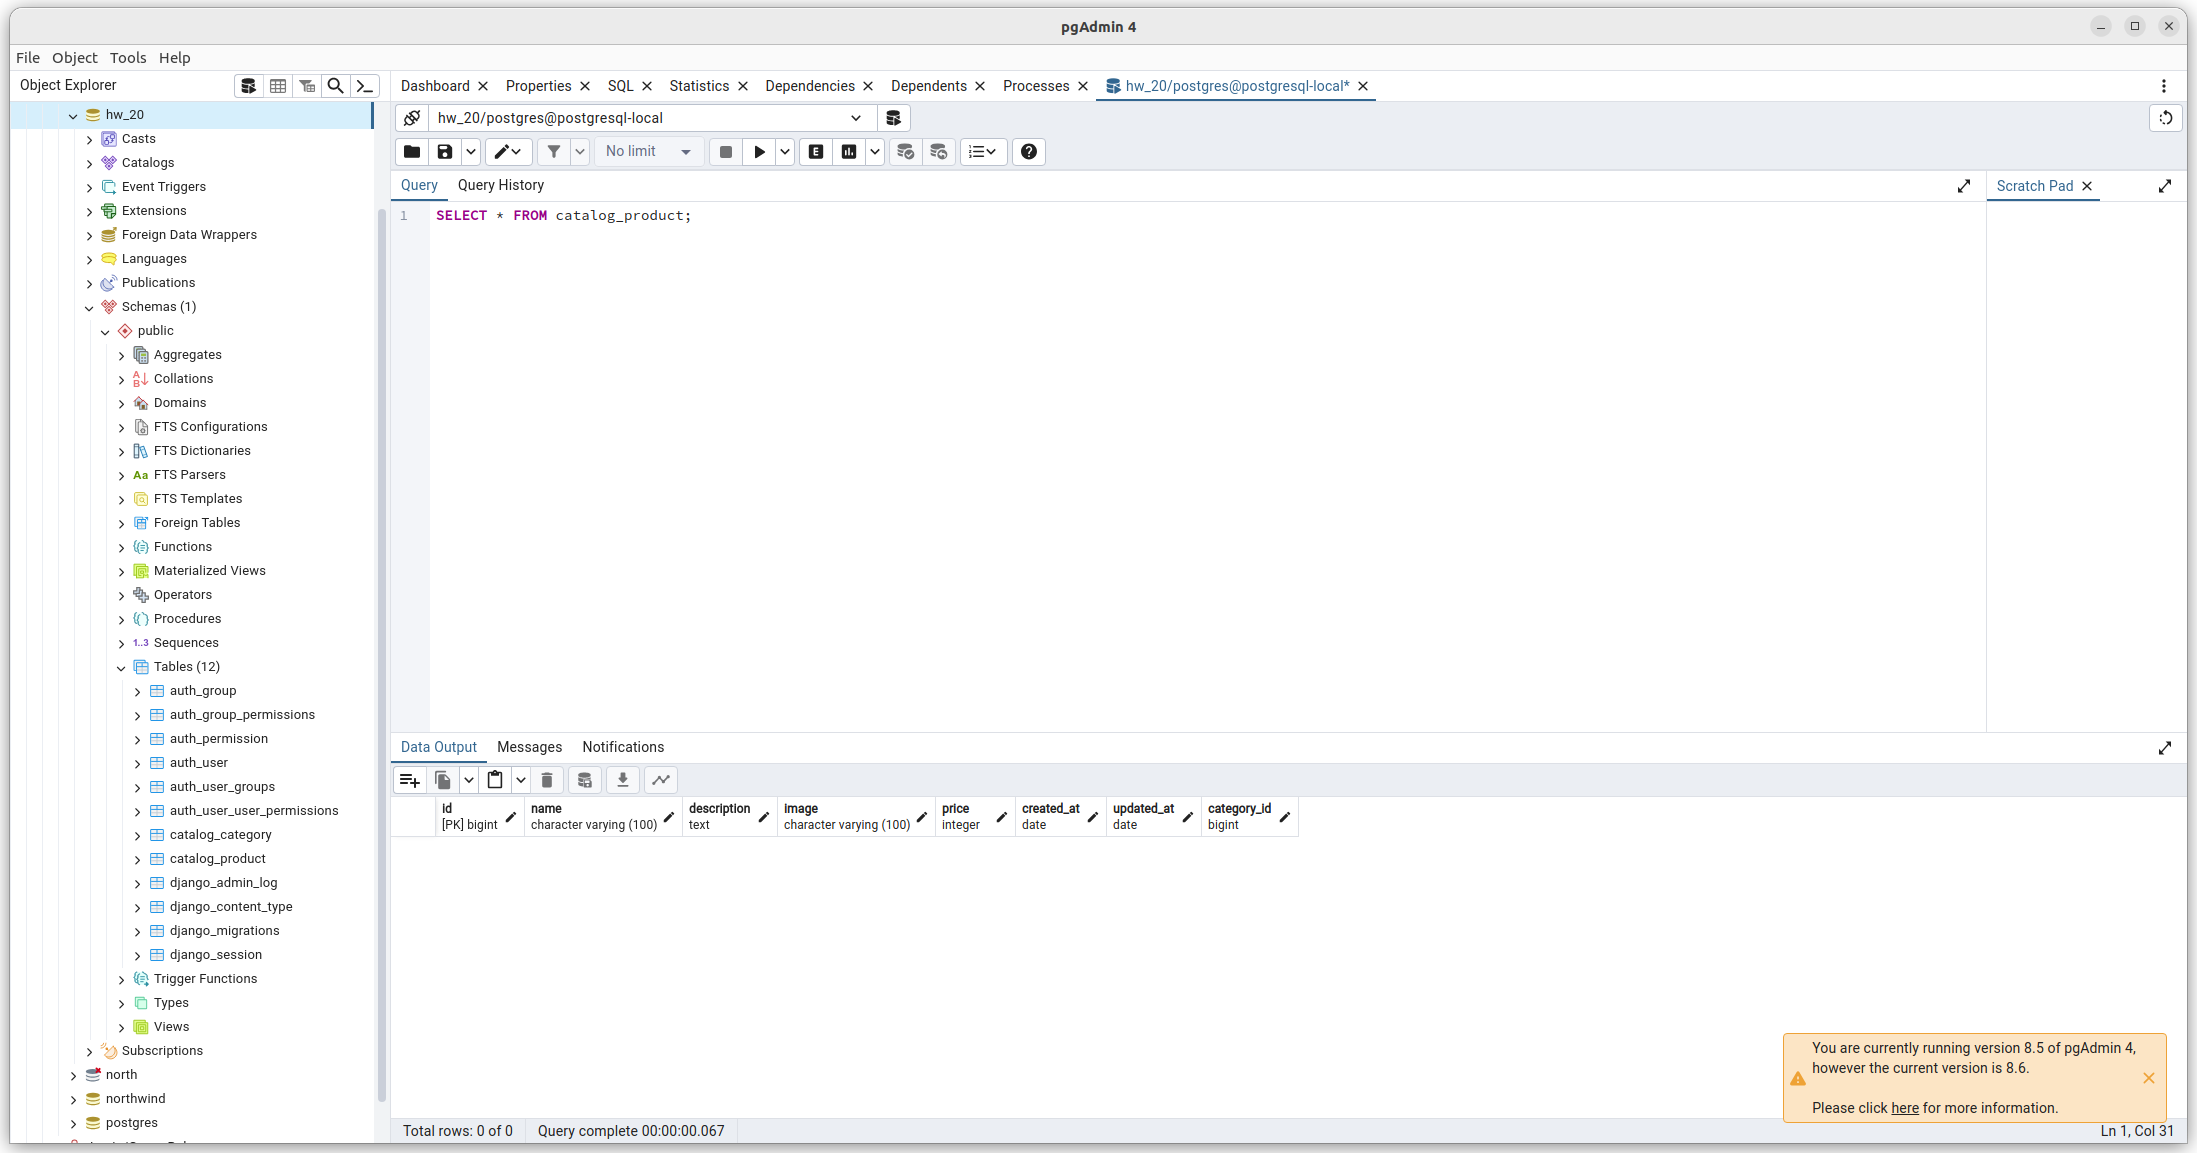 pgAdmin 4
File Object Tools Help
Object Explorer
Dashboard Properties SQL Statistics Dependencies Dependents Processes hw_20/postgres@postgresql-local*
hw_20
Casts
Catalogs
Event Triggers
Extensions
Foreign Data Wrappers
Languages
Publications
Schemas (1)
public
Aggregates
Collations
Domains
FTS Configurations
FTS Dictionaries
Aa FTS Parsers
FTS Templates
Foreign Tables
Functions
Materialized Views
Operators
Procedures
1..3 Sequences
Tables (12)
auth_group
auth_group_permissions
auth_permission
auth_user
auth_user_groups
auth_user_user_permissions
catalog_category
catalog_product
django_admin_log
django_content_type
django_migrations
django_session
Trigger Functions
Types
Views
Subscriptions
north
northwind
postgres
hw_20/postgres@postgresql-local
No limit
Query Query History
Scratch Pad
1 SELECT * FROM catalog_product;
Data Output Messages Notifications
id name description image price created_at updated_at category_id
[PK] bigint character varying (100) text character varying (100) integer date date bigint
You are currently running version 8.5 of pgAdmin 4,
however the current version is 8.6.
Please click here for more information.
Total rows: 0 of 0 Query complete 00:00:00.067
Ln 1, Col 31